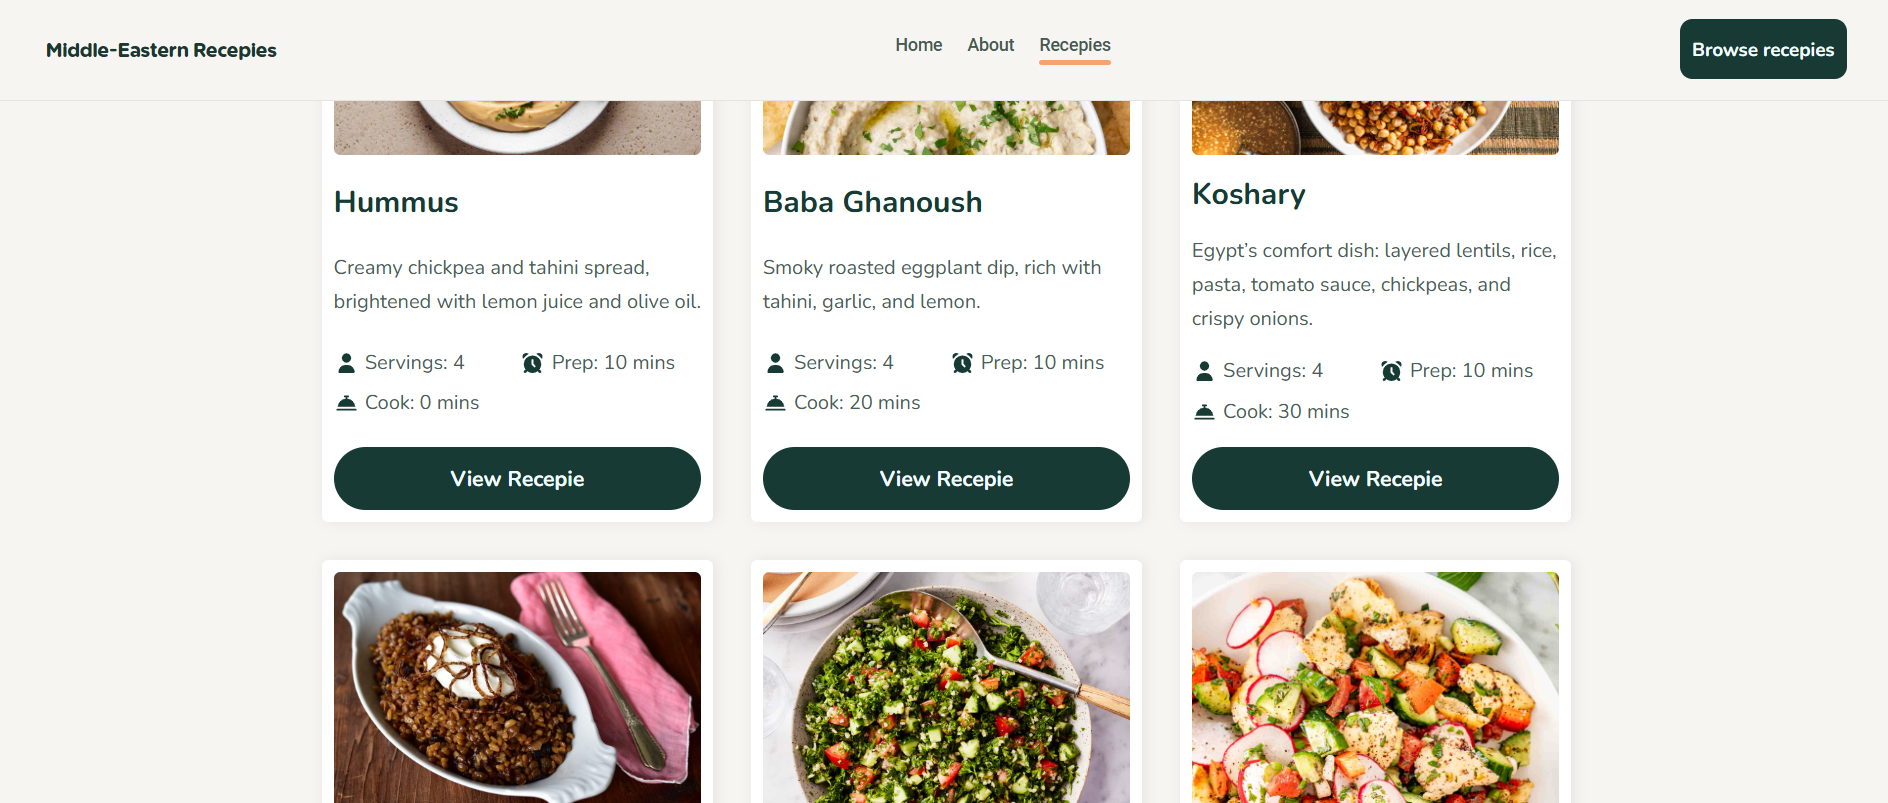 Middle-Eastern Recepies
Home
About
Recepies
Browse recepies
Hummus
Creamy chickpea and tahini spread,
brightened with lemon juice and olive oil.
Servings: 4
Prep: 10 mins
Cook: 0 mins
View Recepie
Baba Ghanoush
Smoky roasted eggplant dip, rich with
tahini, garlic, and lemon.
Servings: 4
Prep: 10 mins
Cook: 20 mins
View Recepie
Koshary
Egypt’s comfort dish: layered lentils, rice,
pasta, tomato sauce, chickpeas, and
crispy onions.
Servings: 4
Prep: 10 mins
Cook: 30 mins
View Recepie